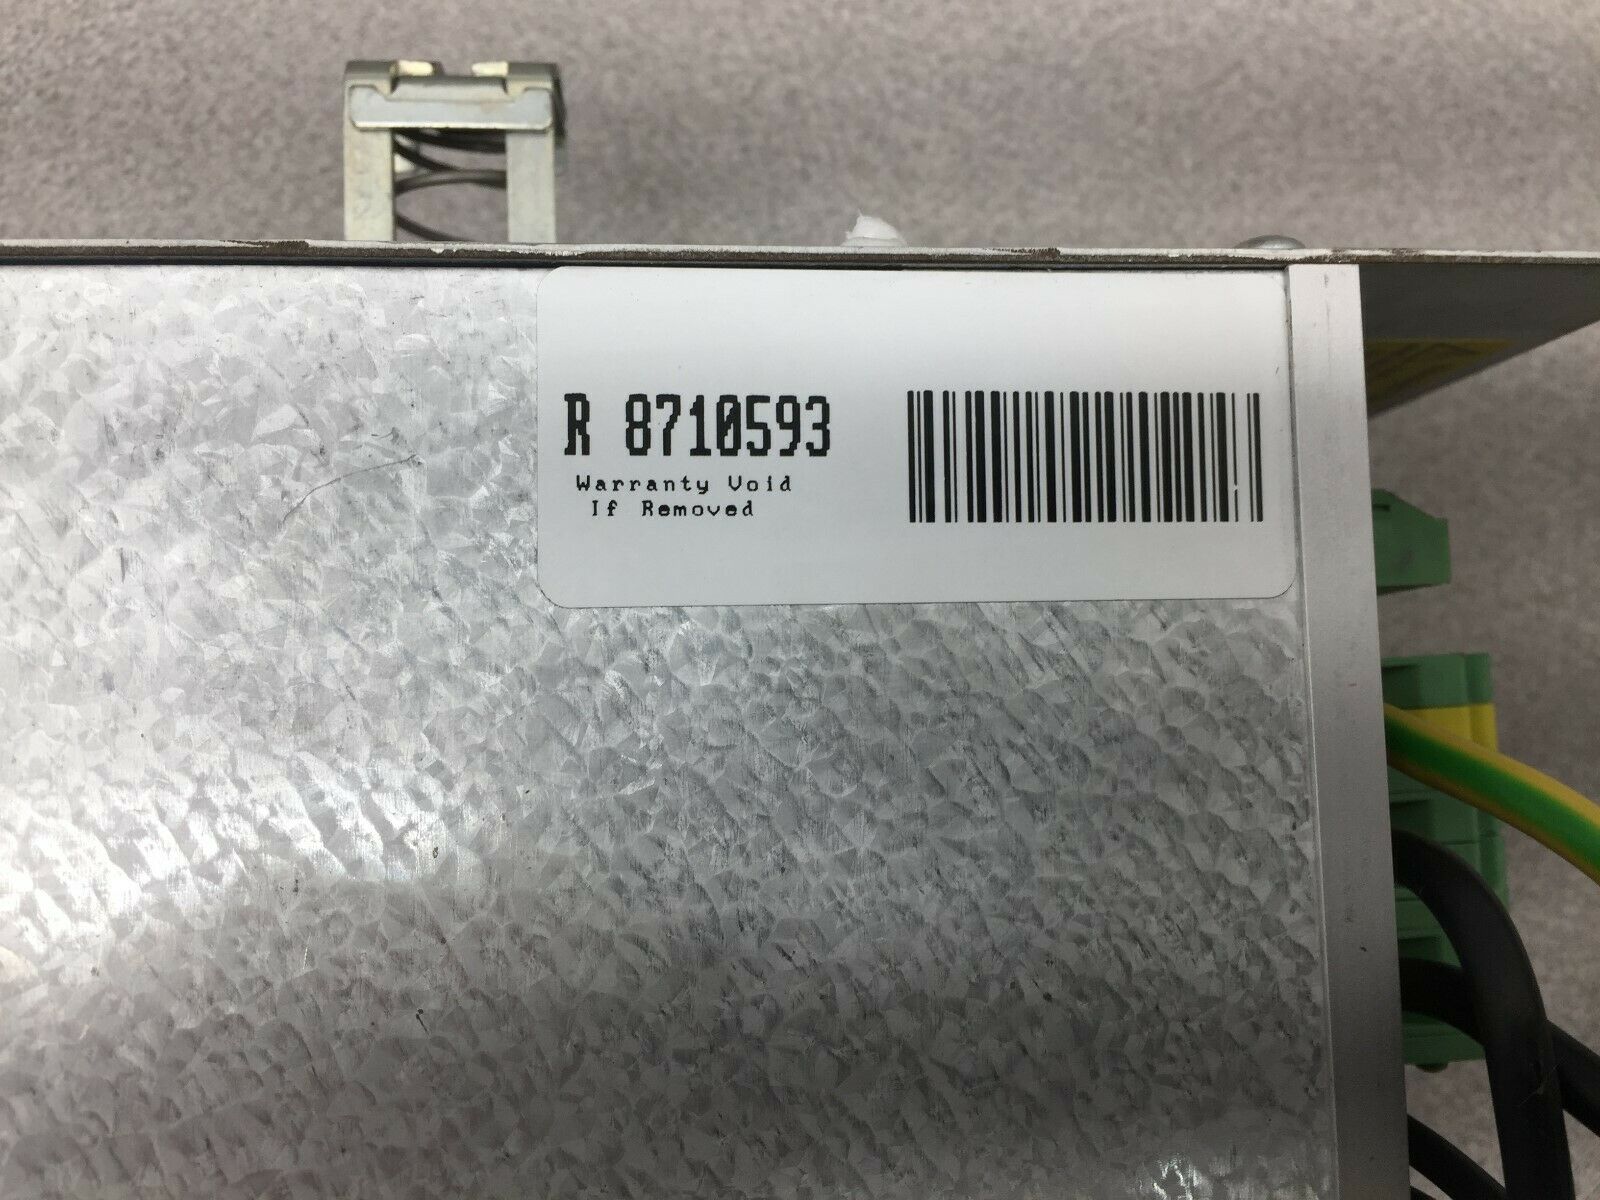 R 8710593
Warranty Void
If Removed